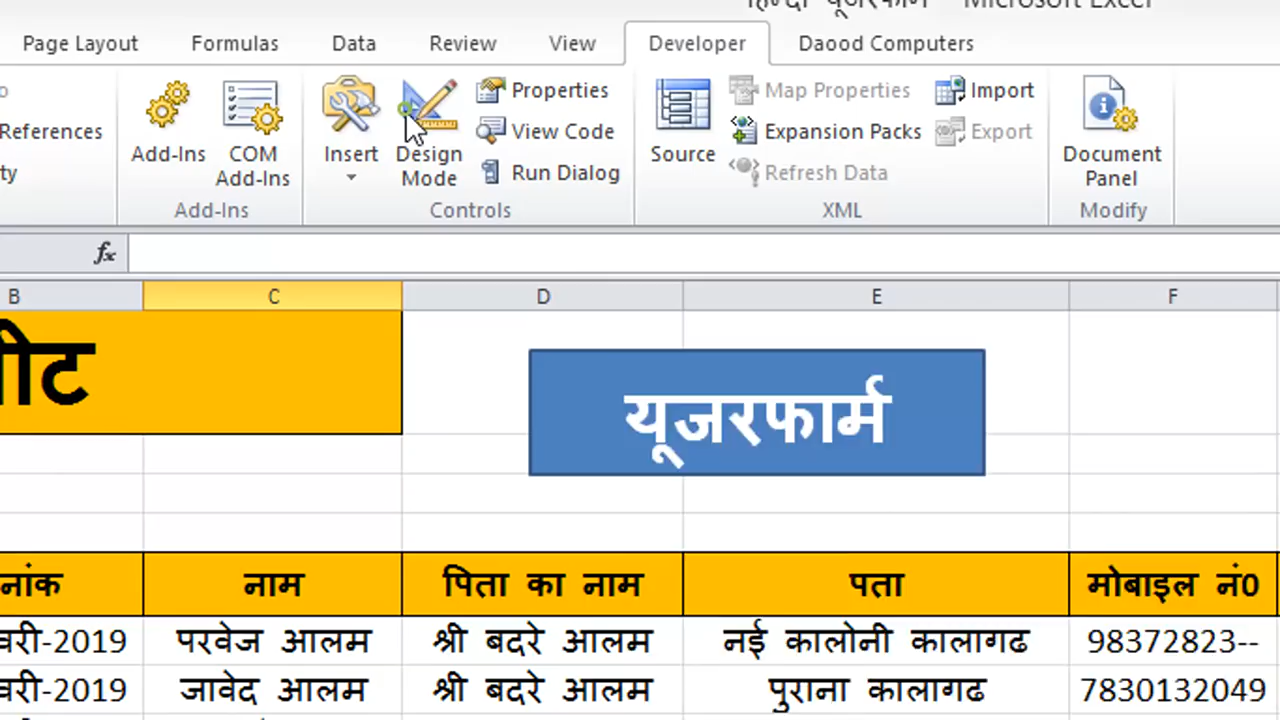 हिन्दी यूजरफार्म - Microsoft Excel
Page Layout Formulas Data Review View Developer Daood Computers
References
Add-Ins
COM Add-Ins
Add-Ins
Insert
Design Mode
Properties
View Code
Run Dialog
Controls
Source
Map Properties
Expansion Packs
Refresh Data
Import
Export
XML
Document Panel
Modify
fx
B C D E F
यूजरफार्म
नाम पिता का नाम पता मोबाइल नं0
वरी-2019 परवेज आलम श्री बदरे आलम नई कालोनी कालागढ 98372823--
वरी-2019 जावेद आलम श्री बदरे आलम पुराना कालागढ 7830132049